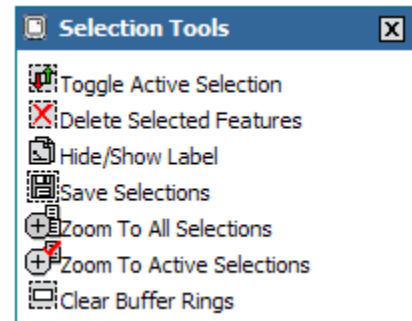 Selection Tools
Toggle Active Selection
Delete Selected Features
Hide/Show Label
Save Selections
Zoom To All Selections
Zoom To Active Selections
Clear Buffer Rings